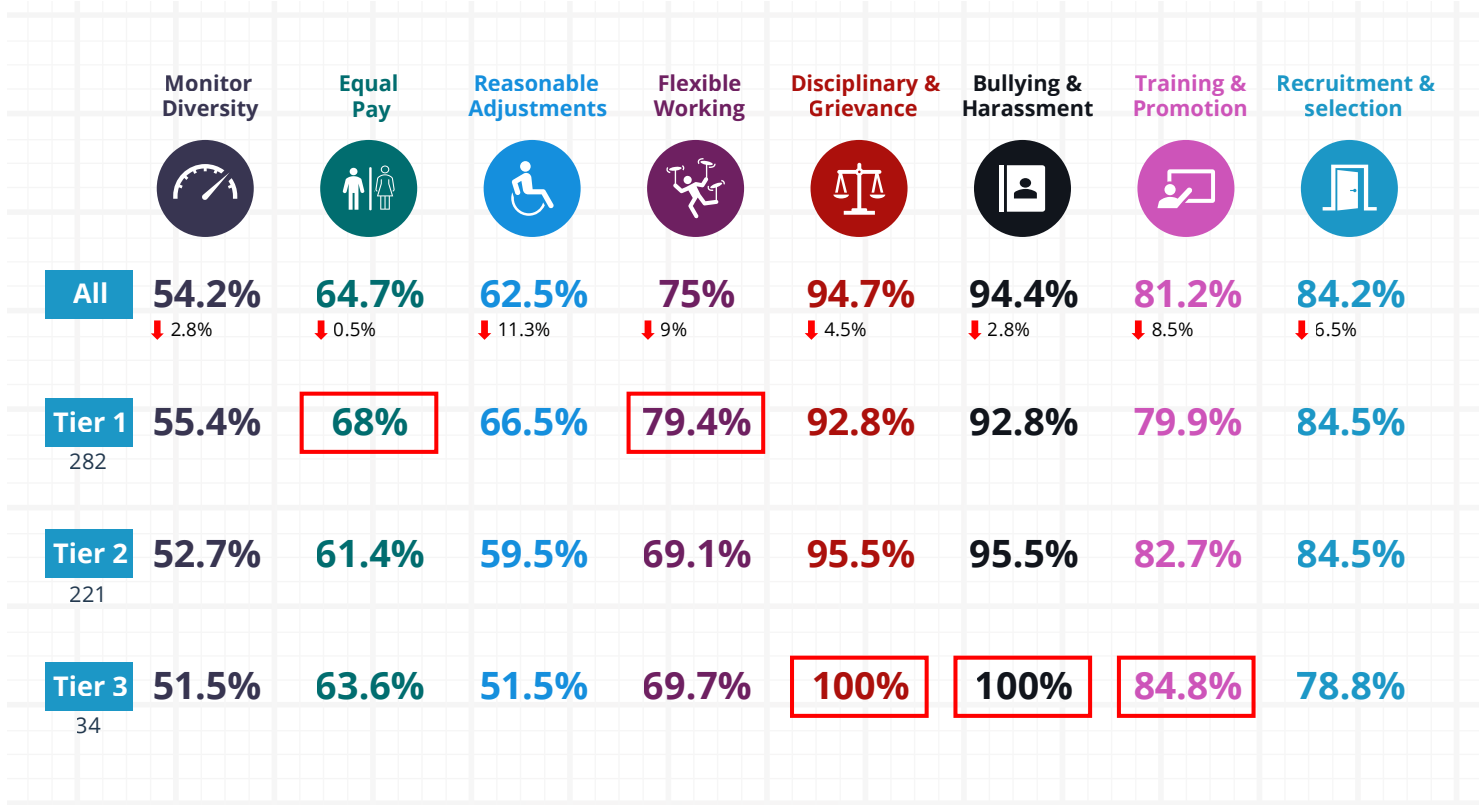 Monitor Diversity
Equal Pay
Reasonable Adjustments
Flexible Working
Disciplinary & Grievance
Bullying & Harassment
Training & Promotion
Recruitment & selection
All 54.2% 64.7% 62.5% 75% 94.7% 94.4% 81.2% 84.2%
2.8% 0.5% 11.3% 9% 4.5% 2.8% 8.5% 6.5%
Tier 1 55.4% 68% 66.5% 79.4% 92.8% 92.8% 79.9% 84.5%
282
Tier 2 52.7% 61.4% 59.5% 69.1% 95.5% 95.5% 82.7% 84.5%
221
Tier 3 51.5% 63.6% 51.5% 69.7% 100% 100% 84.8% 78.8%
34